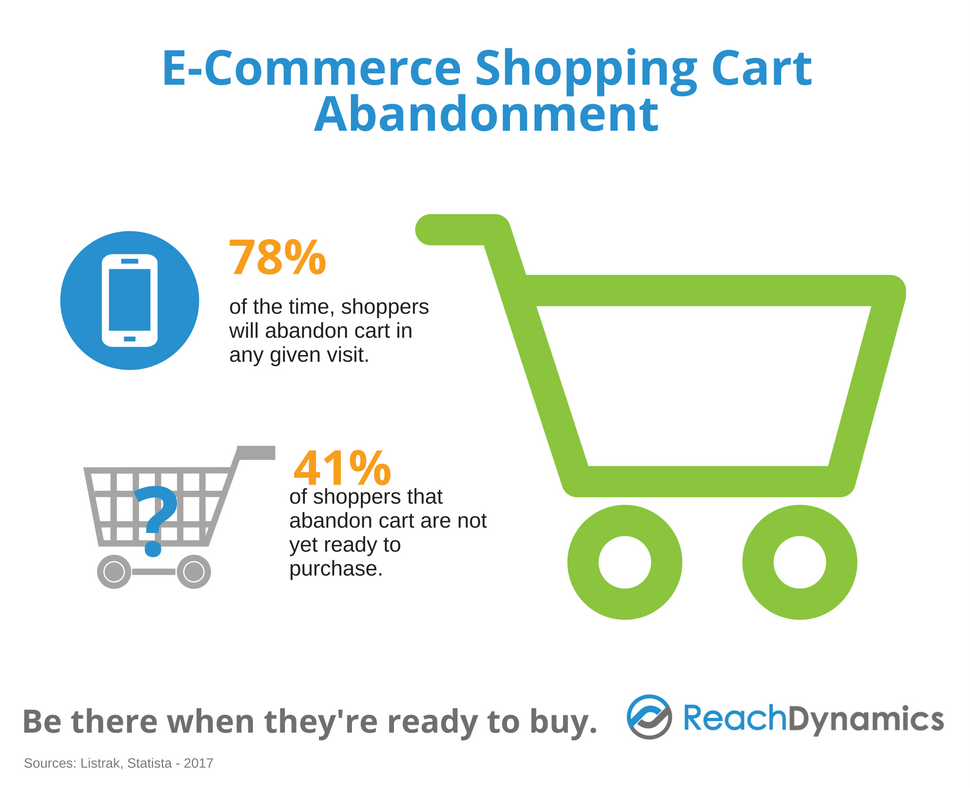 E-Commerce Shopping Cart
Abandonment
78%
of the time, shoppers
will abandon cart in
any given visit.
?
41%
of shoppers that
abandon cart are not
yet ready to
purchase.
Be there when they're ready to buy.
ReachDynamics
Sources: Listrak, Statista - 2017